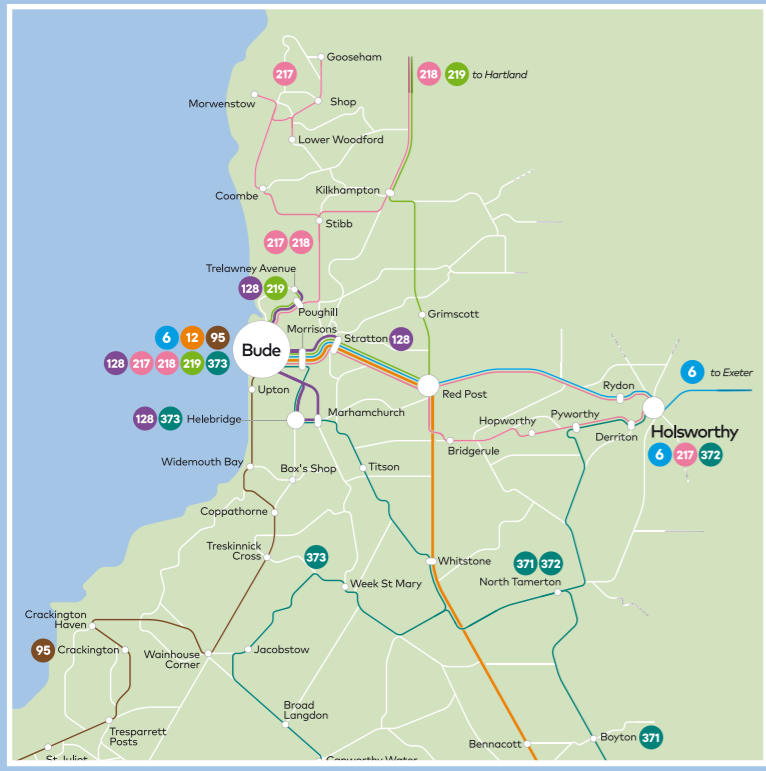 Gooseham
217
218 219 to Hartland
Morwenstow
Shop
Lower Woodford
Coombe
Kilkhampton
Stibb
217 218
Trelawney Avenue
128 219
Poughill
Grimscott
Morrisons
6 12 95
Stratton 128
Bude
128 217 218 219 373
6 to Exeter
Upton
Red Post
Rydon
128 373 Helebridge
Marhamchurch
Hopworthy
Pyworthy
Derriton
Holsworthy
6 217 372
Bridgerule
Widemouth Bay
Box's Shop
Titson
Coppathorne
Treskinnick
Cross
373
Whitstone
371 372
North Tamerton
Week St Mary
Crackington
Haven
95 Crackington
Wainhouse
Corner
Jacobstow
Broad
Langdon
Tresparrett
Posts
Bennacott
Boyton 371
St Juliot
Canworthy Water